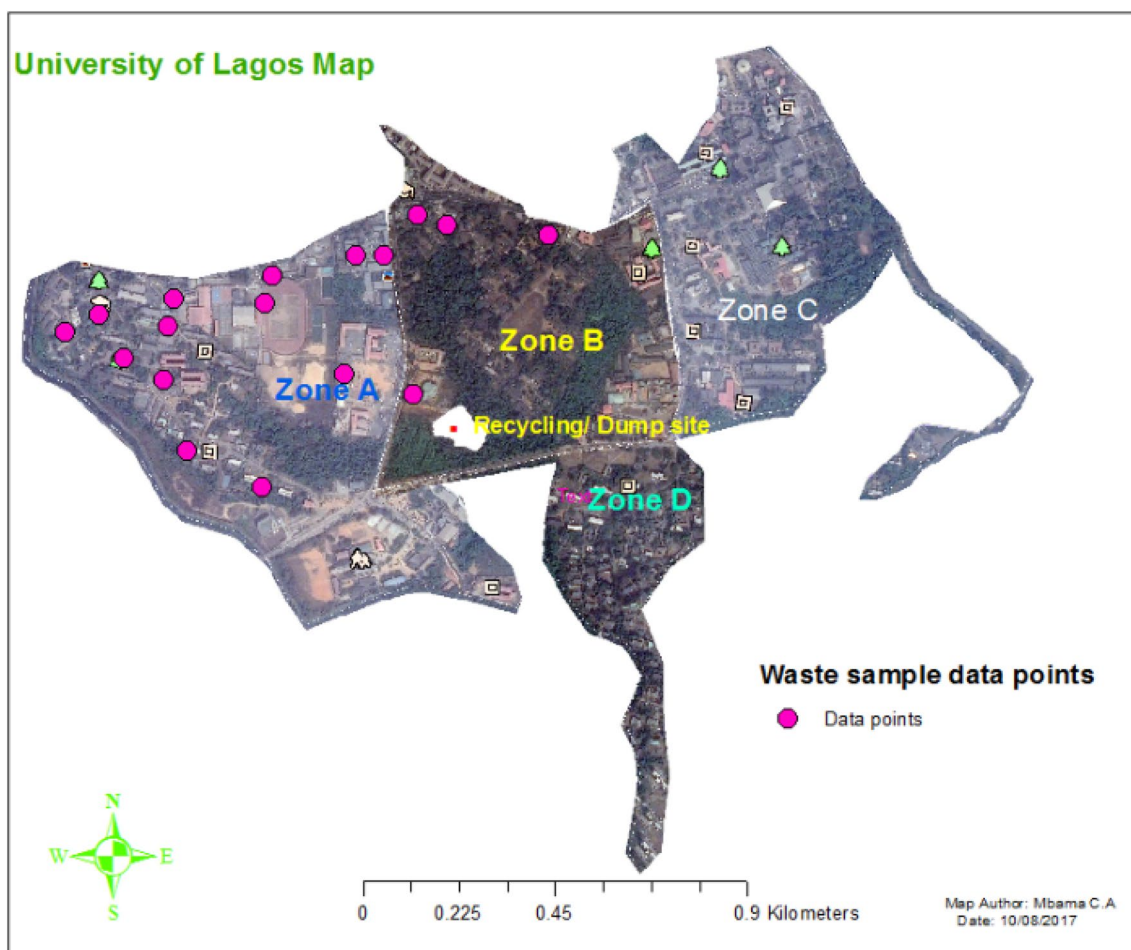 University of Lagos Map
Zone C
Zone B
Zone A
Recycling/ Dump site
Zone D
Waste sample data points
Data points
N
W E
S
0 0.225 0.45 0.9 Kilometers
Map Author: Mbama C.A
Date: 10/08/2017